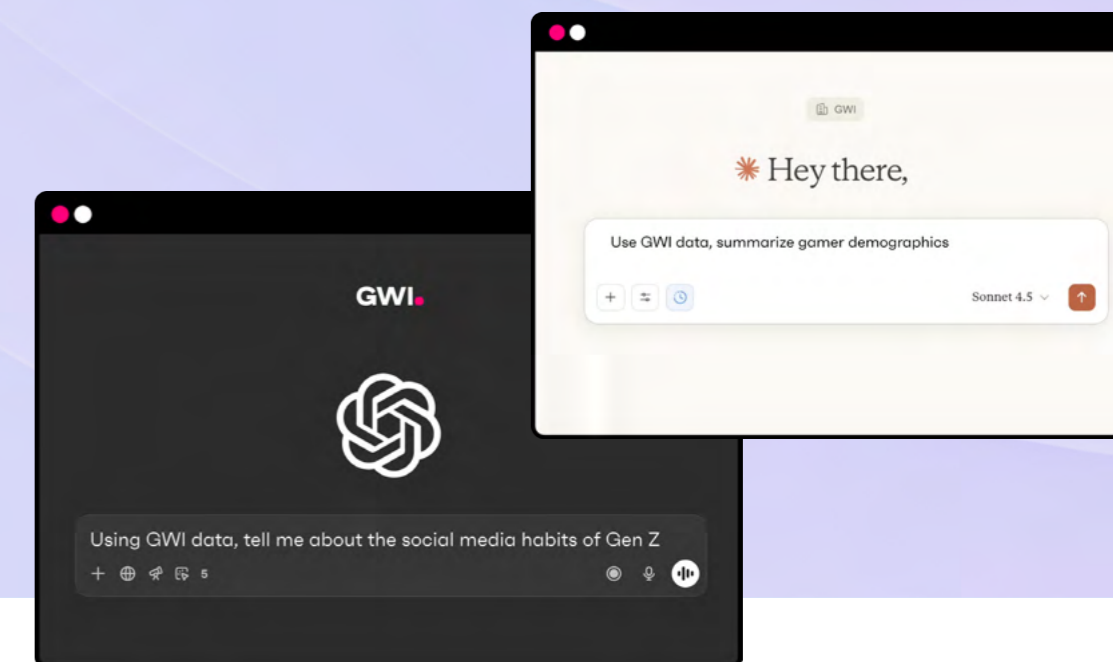 GWI
Hey there,
Use GWI data, summarize gamer demographics
Sonnet 4.5
GWI.
Using GWI data, tell me about the social media habits of Gen Z
5